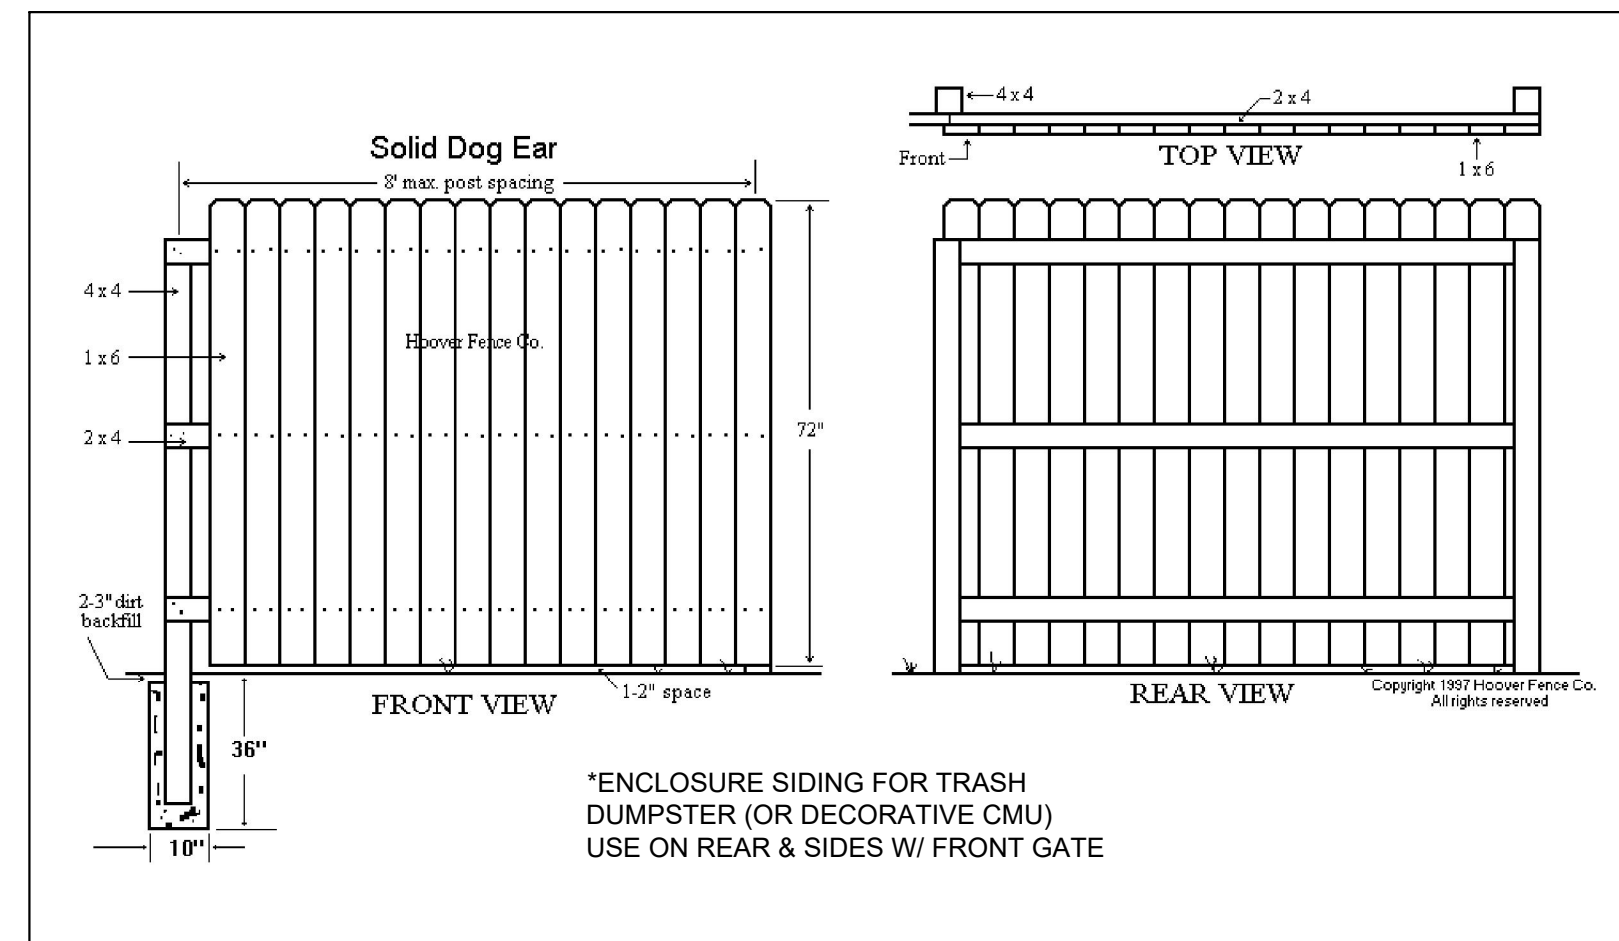 Solid Dog Ear
8' max. post spacing
4 x 4
1 x 6
Hoover Fence Co.
2 x 4
72"
2-3" dirt
backfill
FRONT VIEW
1-2" space
36"
10"
4 x 4
2 x 4
Front
TOP VIEW
1 x 6
REAR VIEW
Copyright 1997 Hoover Fence Co.
All rights reserved
*ENCLOSURE SIDING FOR TRASH
DUMPSTER (OR DECORATIVE CMU)
USE ON REAR & SIDES W/ FRONT GATE